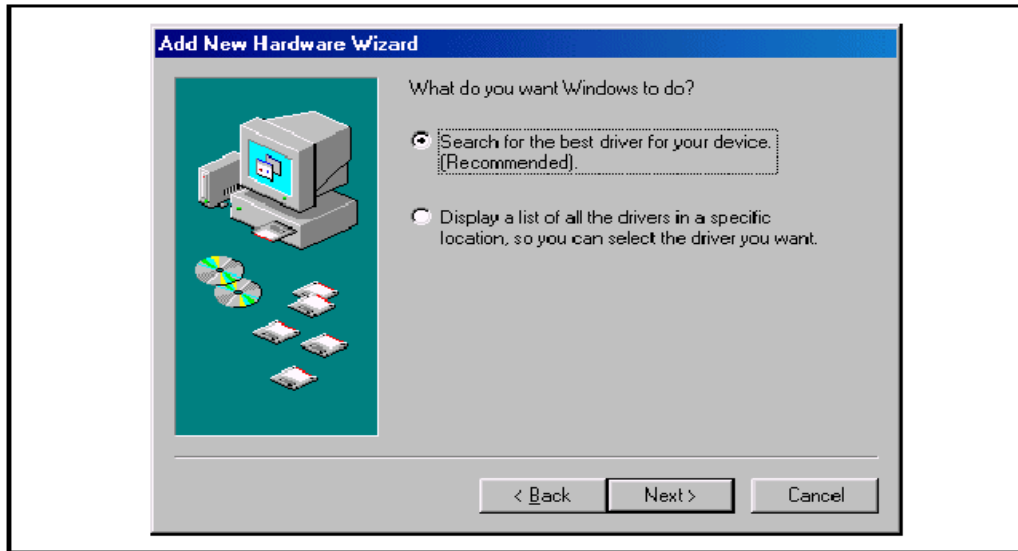 Add New Hardware Wizard
What do you want Windows to do?
Search for the best driver for your device.
(Recommended).
Display a list of all the drivers in a specific
location, so you can select the driver you want.
< Back
Next >
Cancel